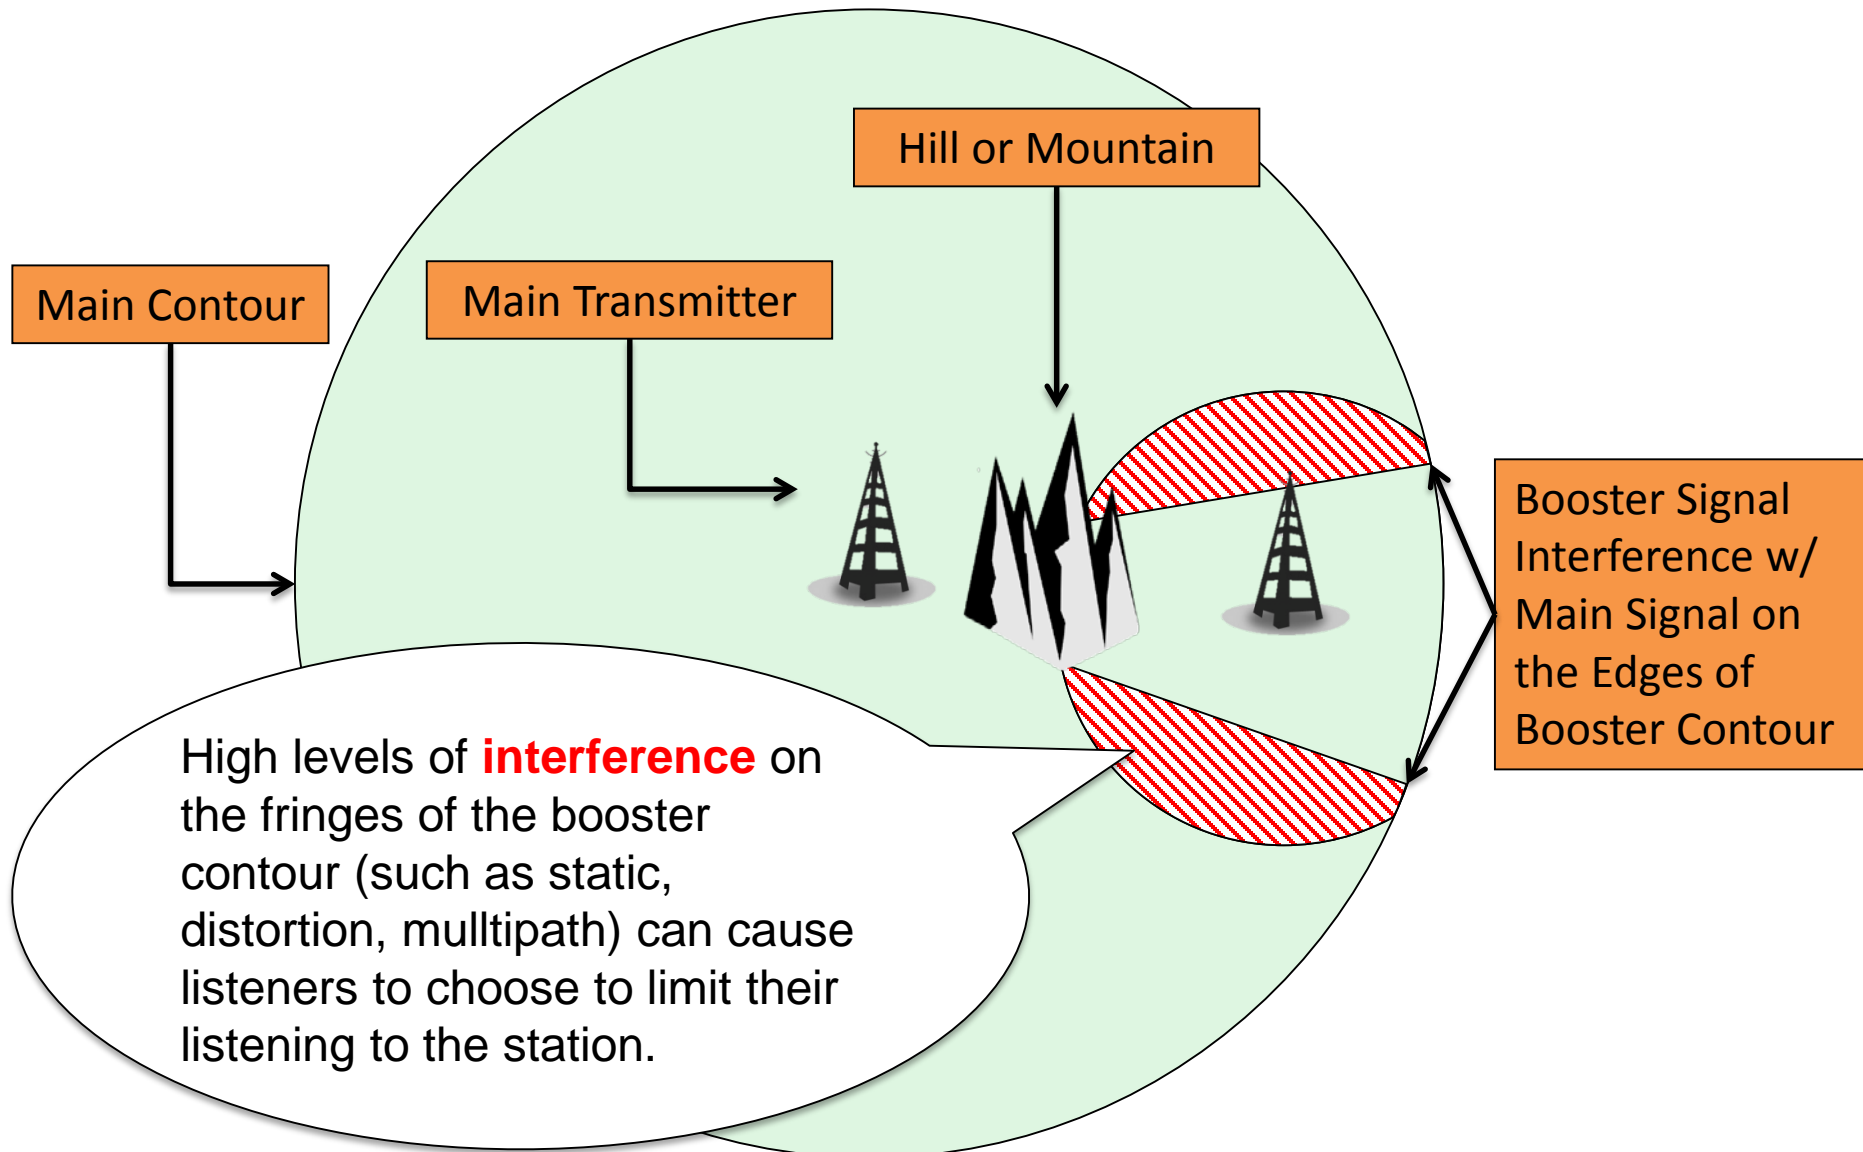 Hill or Mountain
Main Contour
Main Transmitter
Booster Signal
Interference w/
Main Signal on
the Edges of
Booster Contour
High levels of interference on
the fringes of the booster
contour (such as static,
distortion, mulltipath) can cause
listeners to choose to limit their
listening to the station.